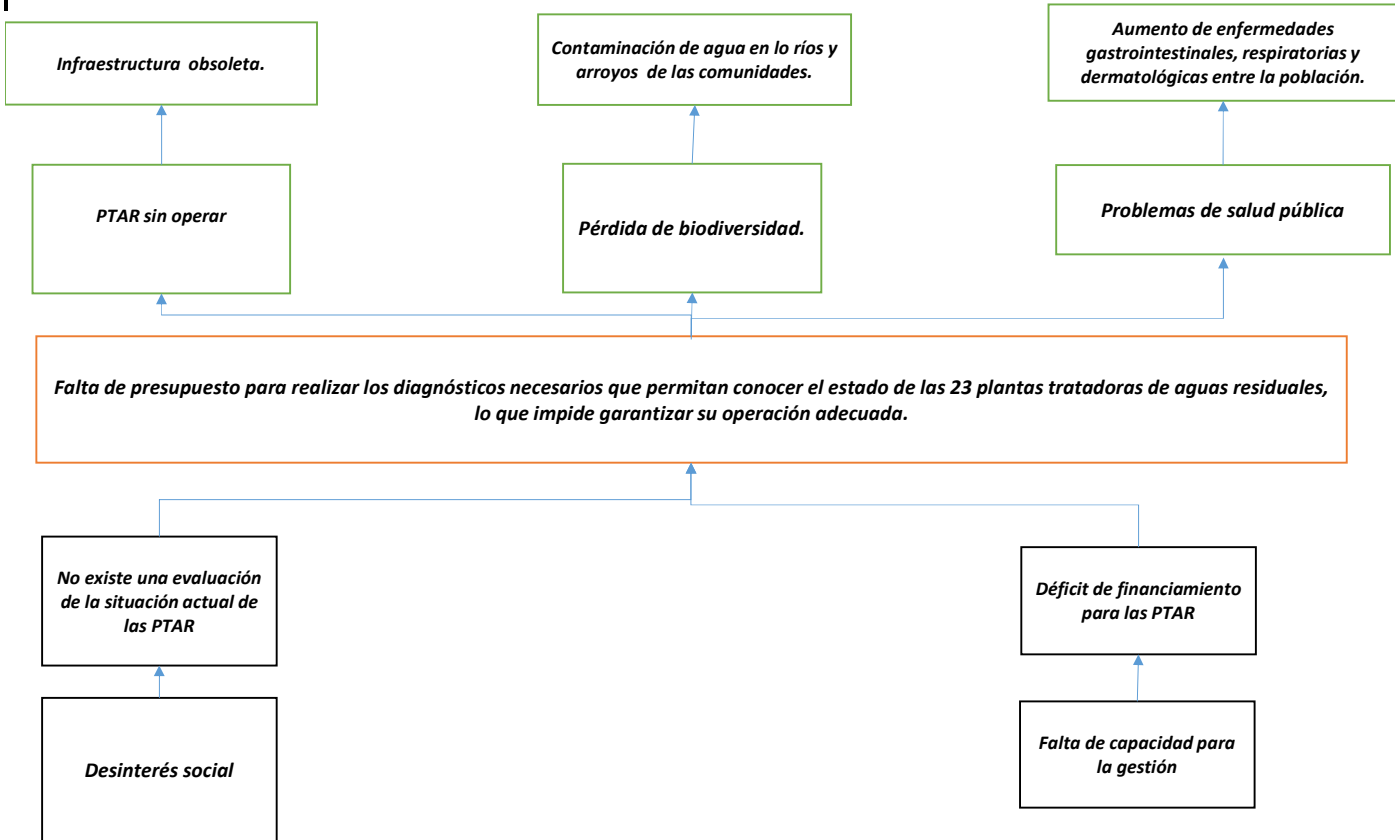 Infraestructura obsoleta.
Contaminación de agua en lo ríos y
arroyos de las comunidades.
Aumento de enfermedades
gastrointestinales, respiratorias y
dermatológicas entre la población.
PTAR sin operar
Pérdida de biodiversidad.
Problemas de salud pública
Falta de presupuesto para realizar los diagnósticos necesarios que permitan conocer el estado de las 23 plantas tratadoras de aguas residuales,
lo que impide garantizar su operación adecuada.
No existe una evaluación
de la situación actual de
las PTAR
Déficit de financiamiento
para las PTAR
Desinterés social
Falta de capacidad para
la gestión